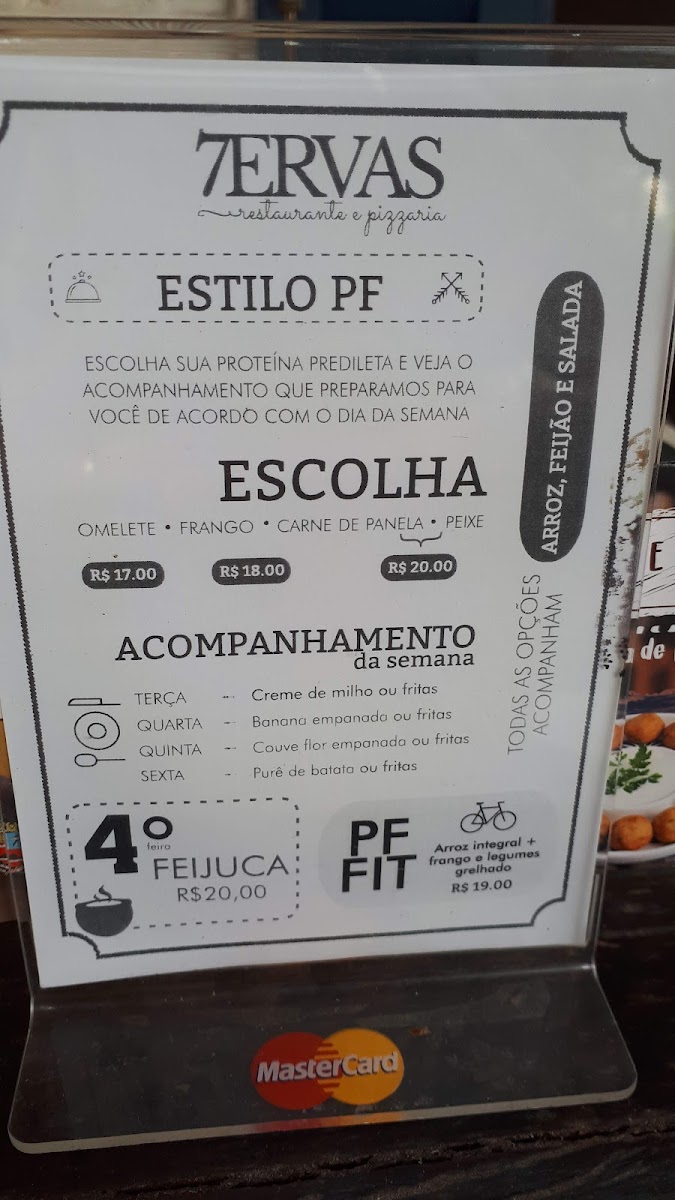 7ERVAS
restaurante e pizzaria
ESTILO PF
ESCOLHA SUA PROTEÍNA PREDILETA E VEJA O
ACOMPANHAMENTO QUE PREPARAMOS PARA
VOCÊ DE ACORDO COM O DIA DA SEMANA
ESCOLHA
OMELETE • FRANGO • CARNE DE PANELA • PEIXE
R$ 17.00 R$ 18.00 R$ 20.00
ACOMPANHAMENTO
da semana
TERÇA -- Creme de milho ou fritas
QUARTA -- Banana empanada ou fritas
QUINTA -- Couve flor empanada ou fritas
SEXTA - Purê de batata ou fritas
TODAS AS OPÇÕES
ACOMPANHAM
ARROZ, FEIJÃO E SALADA
4º
feira
FEIJUCA
R$20,00
PF
FIT
Arroz integral +
frango e legumes
grelhado
R$ 19.00
MasterCard
E
de